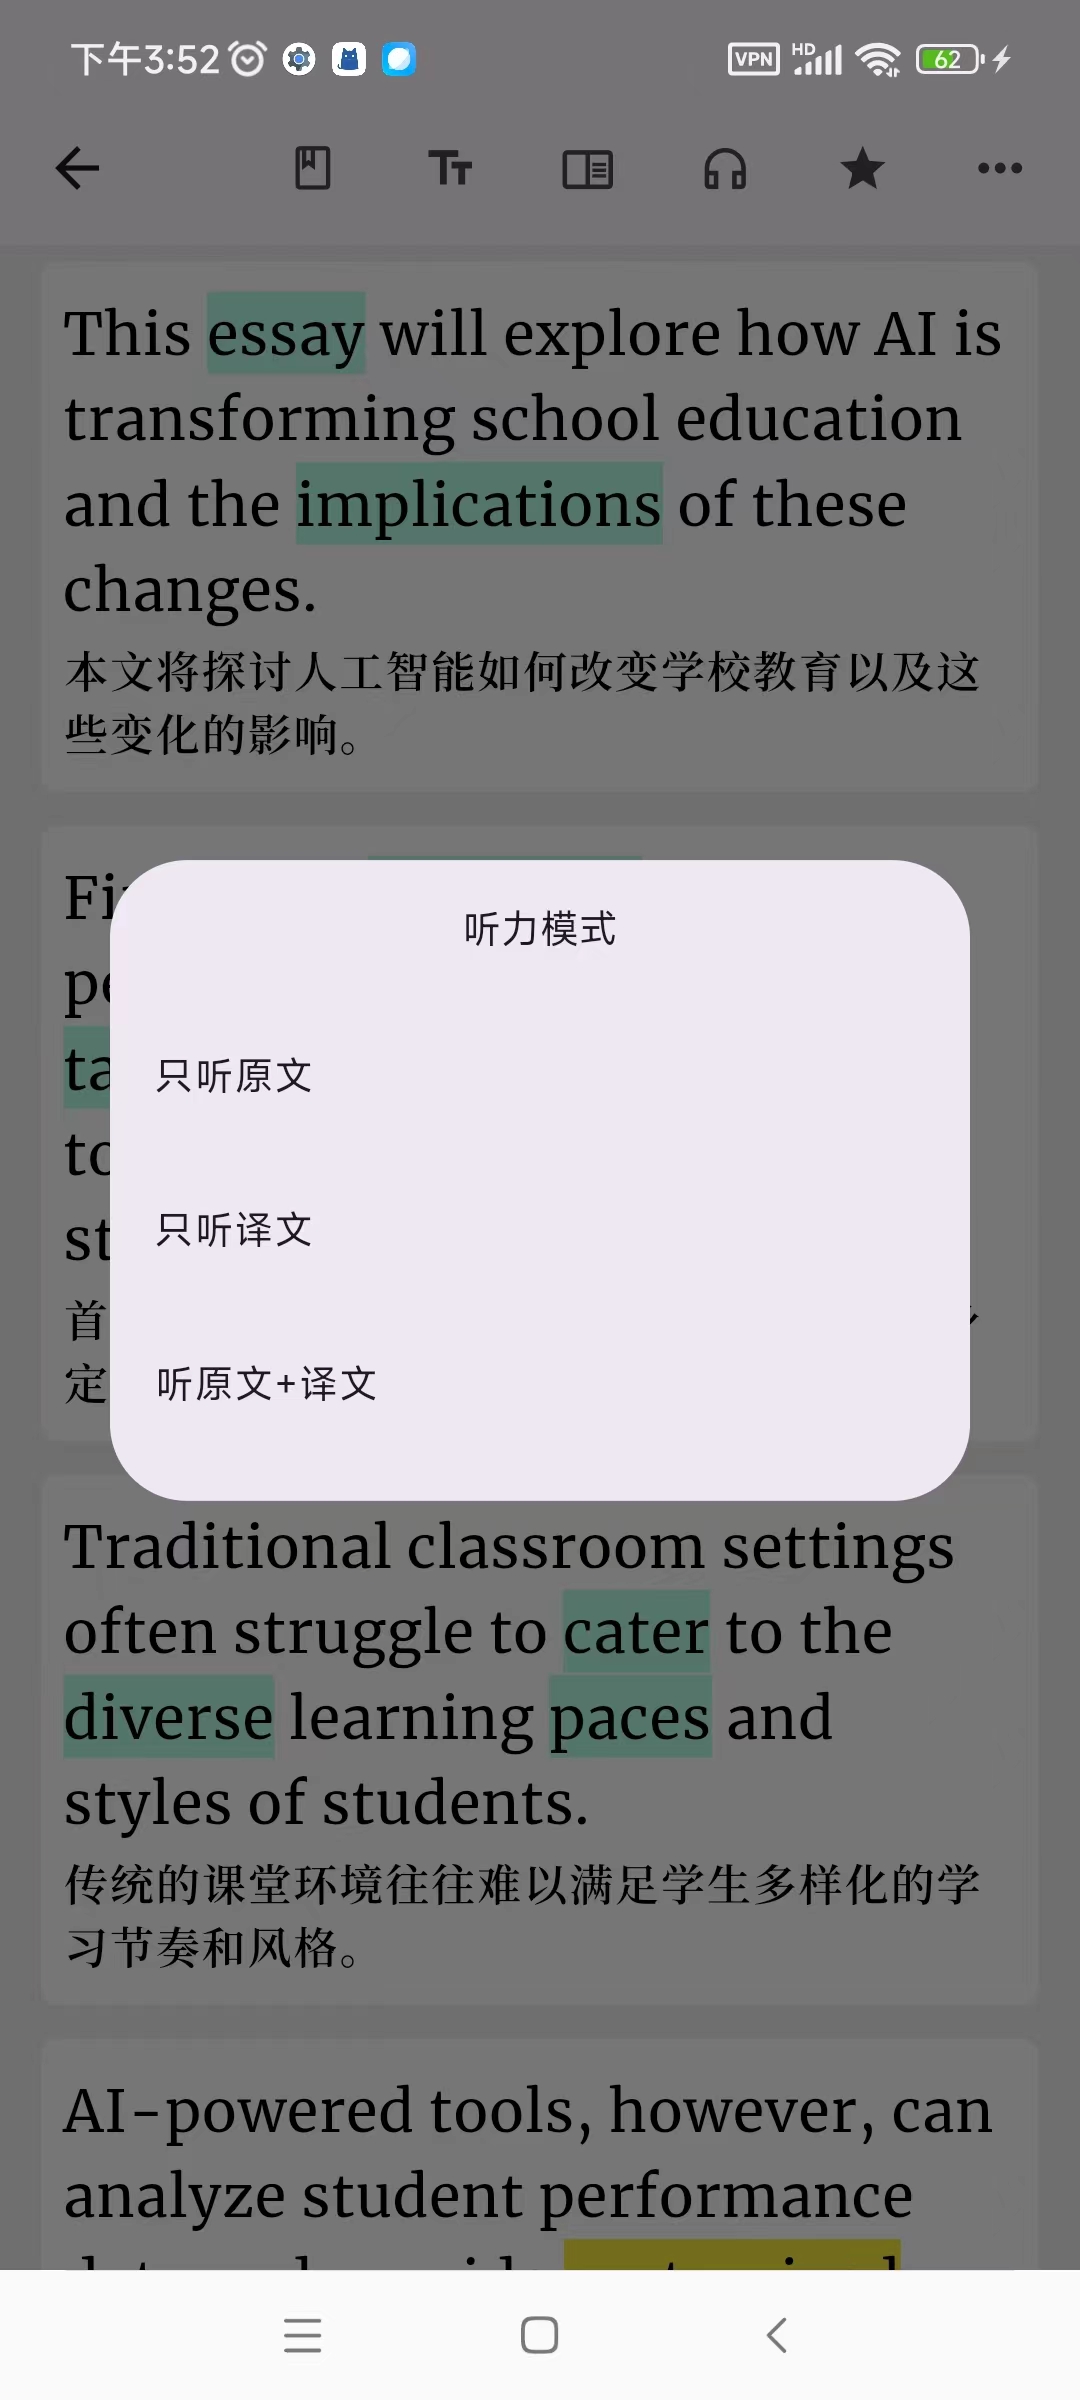 下午3:52
VPN HD 62
This essay will explore how AI is
transforming school education
and the implications of these
changes.
本文将探讨人工智能如何改变学校教育以及这
些变化的影响。
听力模式
只听原文
只听译文
听原文+译文
首
定
Traditional classroom settings
often struggle to cater to the
diverse learning paces and
styles of students.
传统的课堂环境往往难以满足学生多样化的学
习节奏和风格。
AI-powered tools, however, can
analyze student performance